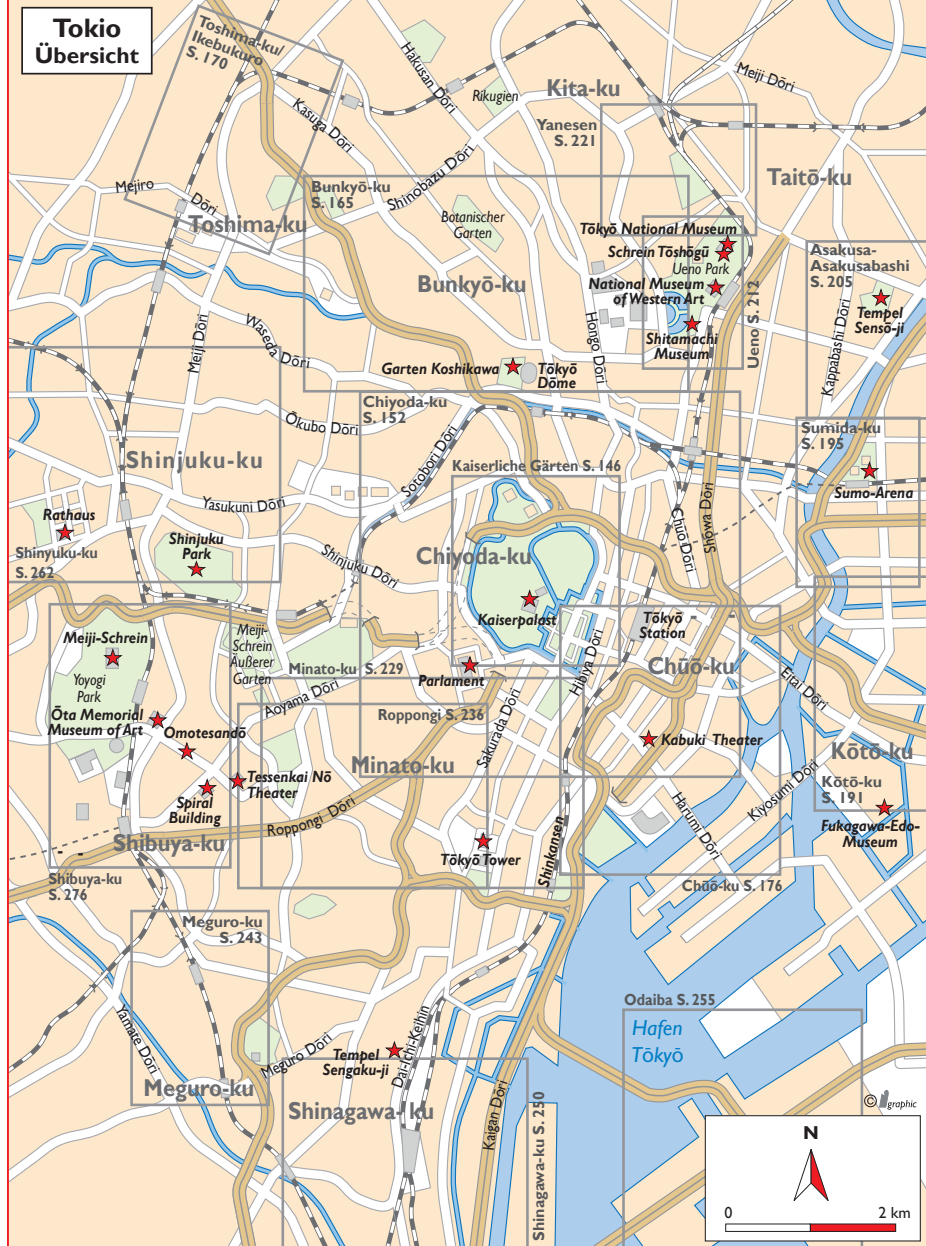 Tokio
Übersicht
Toshima-ku/
Ikebukuro
S. 170
Hakusan Dōri
Meiji Dōri
Rikugien
Kita-ku
Kasuga Dōri
Yanesen
S. 221
Shinobazu Dōri
Taitō-ku
Mejiro
Dōri
Bunkyō-ku
S. 165
Toshima-ku
Botanischer
Garten
Tōkyō National Museum
Schrein Tōshōgū
Ueno Park
Asakusa-
Asakusabashi
S. 205
Bunkyō-ku
National Museum
of Western Art
Tempel
Sensō-ji
Meiji Dōri
Waseda Dōri
Hongo Dōri
Shitamachi
Museum
Ueno S. 212
Kappabashi Dōri
Garten Koshikawa
Tōkyō
Dōme
Chiyoda-ku
S. 152
Ōkubo Dōri
Sotobori Dōri
Sumida-ku
S. 195
Shinjuku-ku
Kaiserliche Gärten S. 146
Sumo-Arena
Yasukuni Dōri
Rathaus
Chūō Dōri
Shōwa Dōri
Shinyuku-ku
S. 262
Shinjuku
Park
Shinjuku Dōri
Chiyoda-ku
Kaiserpalast
Tōkyō
Station
Meiji-Schrein
Meiji-
Schrein
Äußerer
Garten
Minato-ku S. 229
Parlament
Hibiya Dōri
Chūō-ku
Yoyogi
Park
Aoyama Dōri
Eitai Dōri
Ōta Memorial
Museum of Art
Omotesandō
Roppongi S. 236
Sakurada Dōri
Kabuki Theater
Kōtō-ku
Minato-ku
Tessenkai Nō
Theater
Spiral
Building
Kiyosumi Dōri
Kōtō-ku
S. 191
Harumi Dōri
Fukagawa-Edo-
Museum
Roppongi Dōri
Shibuya-ku
Tōkyō Tower
Shinkansen
Shibuya-ku
S. 276
Chūō-ku S. 176
Meguro-ku
S. 243
Odaiba S. 255
Hafen
Tōkyō
Yamate Dōri
Meguro Dōri
Tempel
Sengaku-ji
Dai-Ichi-Keihin
Meguro-ku
Shinagawa-ku
Kaigan Dōri
Shinagawa-ku S. 250
© igraphic
N
0
2 km